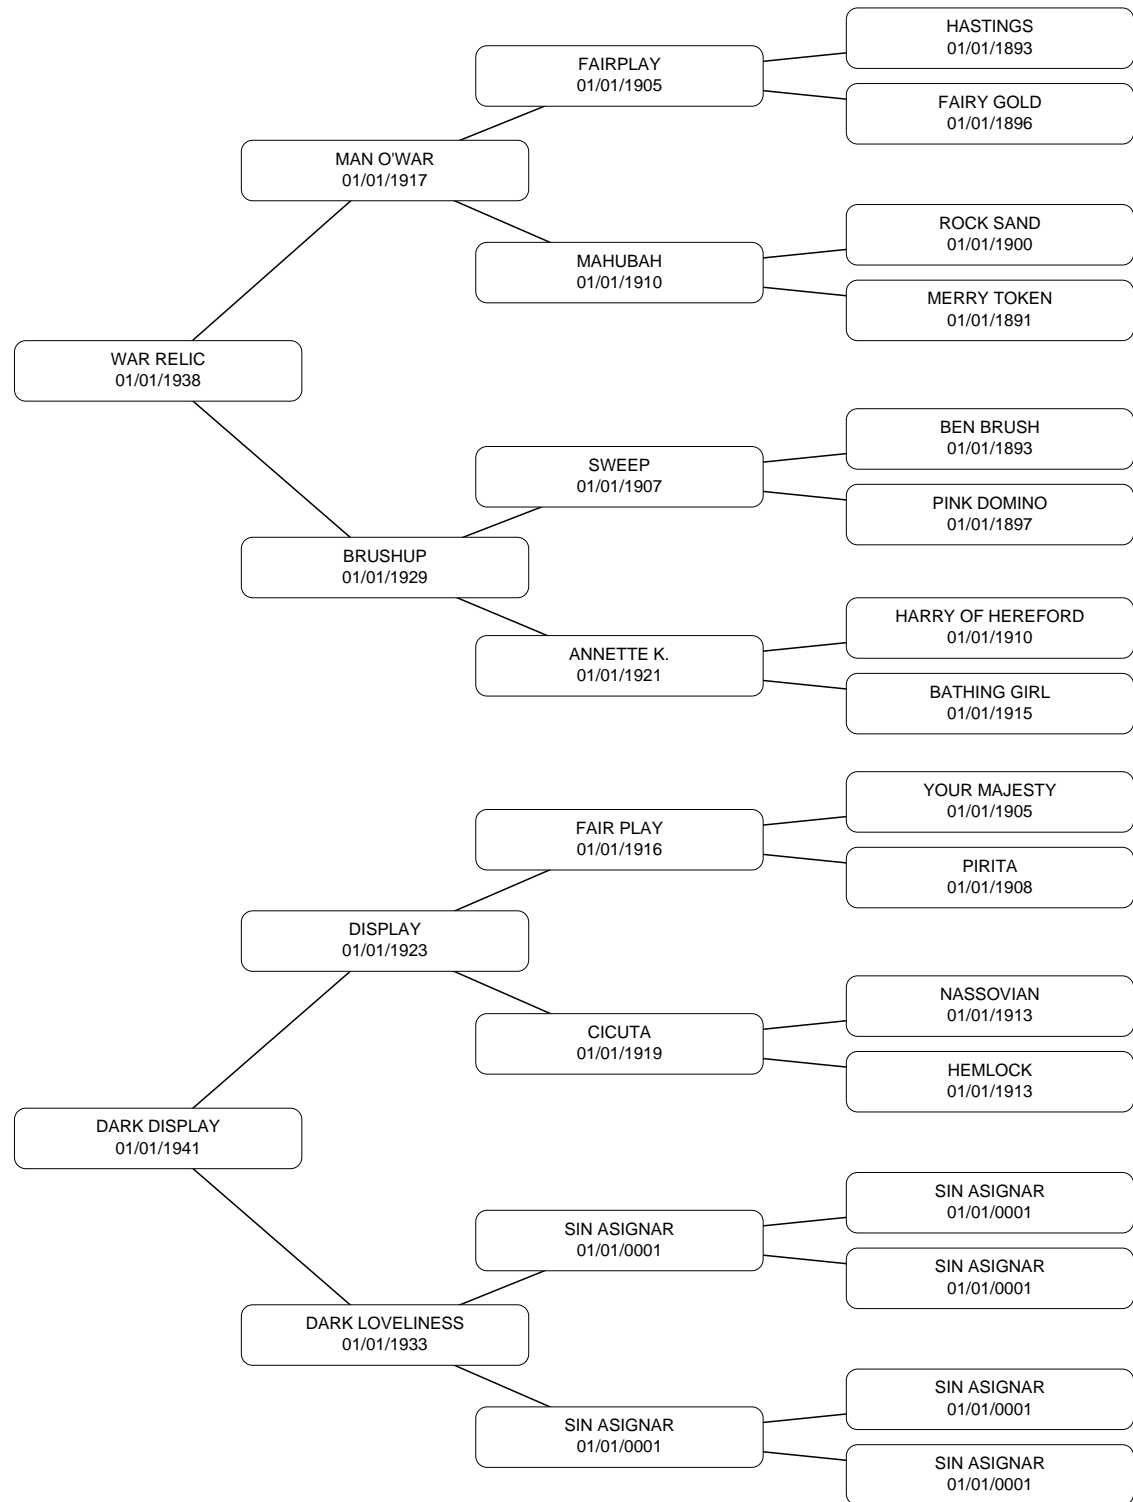 HASTINGS
01/01/1893
FAIRPLAY
01/01/1905
FAIRY GOLD
01/01/1896
MAN O'WAR
01/01/1917
ROCK SAND
01/01/1900
MAHUBAH
01/01/1910
MERRY TOKEN
01/01/1891
WAR RELIC
01/01/1938
BEN BRUSH
01/01/1893
SWEEP
01/01/1907
PINK DOMINO
01/01/1897
BRUSHUP
01/01/1929
HARRY OF HEREFORD
01/01/1910
ANNETTE K.
01/01/1921
BATHING GIRL
01/01/1915
YOUR MAJESTY
01/01/1905
FAIR PLAY
01/01/1916
PIRITA
01/01/1908
DISPLAY
01/01/1923
NASSOVIAN
01/01/1913
CICUTA
01/01/1919
HEMLOCK
01/01/1913
DARK DISPLAY
01/01/1941
SIN ASIGNAR
01/01/0001
SIN ASIGNAR
01/01/0001
SIN ASIGNAR
01/01/0001
DARK LOVELINESS
01/01/1933
SIN ASIGNAR
01/01/0001
SIN ASIGNAR
01/01/0001
SIN ASIGNAR
01/01/0001